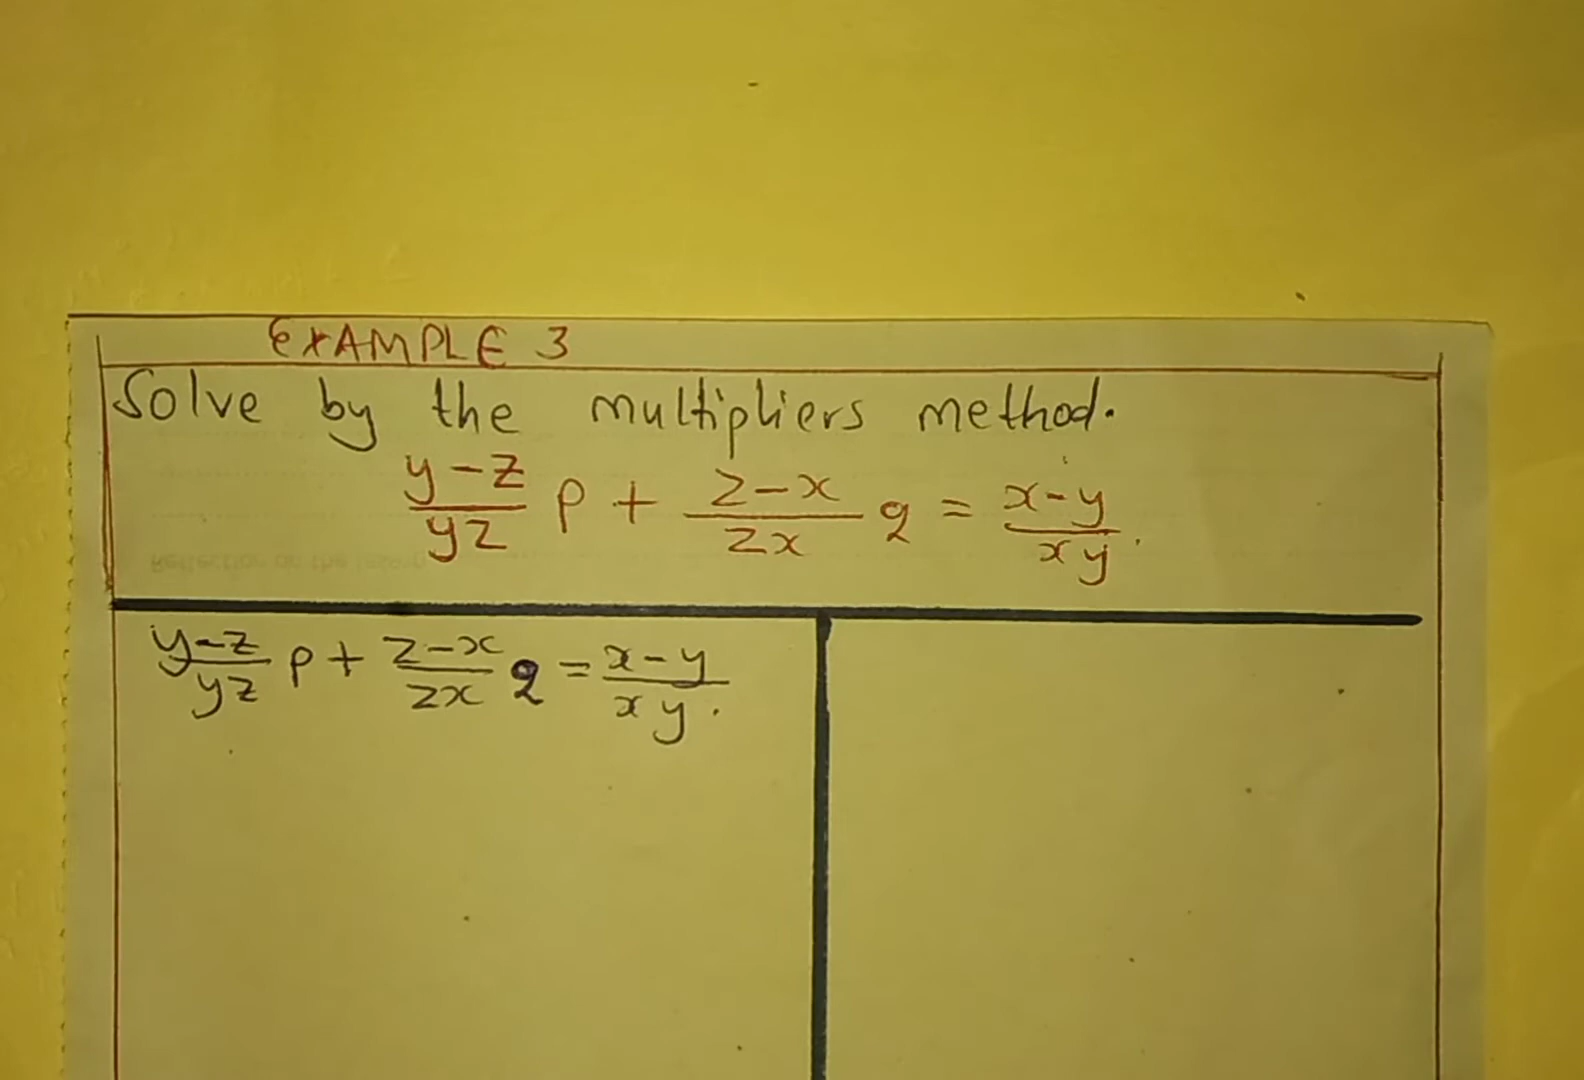 EXAMPLE 3
Solve by the multipliers method.
y-z/yz p + z-x/zx q = x-y/xy.
y-z/yz p + z-x/zx q = x-y/xy.